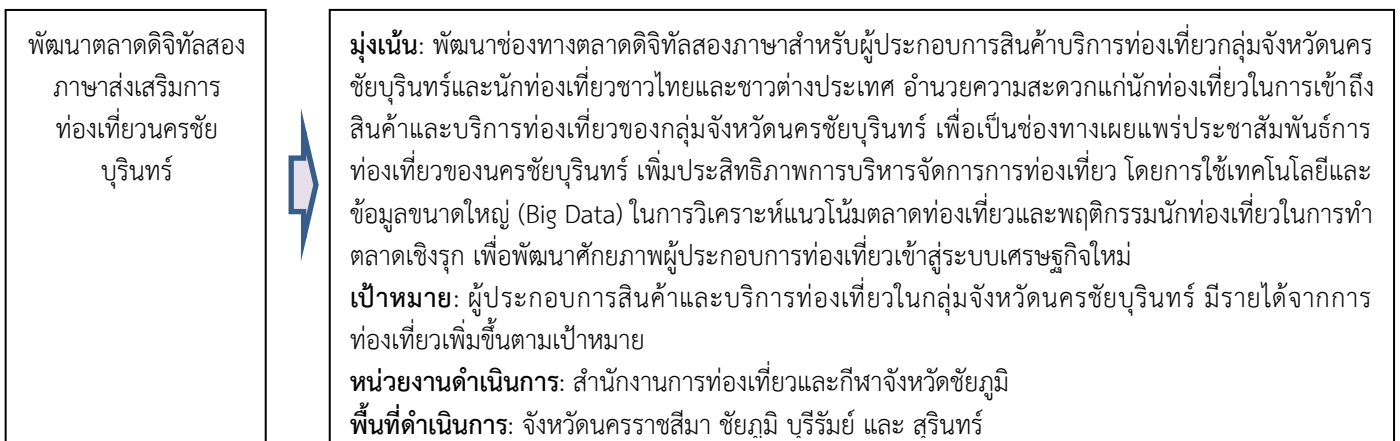 พัฒนาตลาดดิจิทัลสอง
ภาษาส่งเสริมการ
ท่องเที่ยวนครชัย
บุรินทร์
มุ่งเน้น: พัฒนาช่องทางตลาดดิจิทัลสองภาษาสำหรับผู้ประกอบการสินค้าบริการท่องเที่ยวกลุ่มจังหวัดนคร
ชัยบุรินทร์และนักท่องเที่ยวชาวไทยและชาวต่างประเทศ อำนวยความสะดวกแก่นักท่องเที่ยวในการเข้าถึง
สินค้าและบริการท่องเที่ยวของกลุ่มจังหวัดนครชัยบุรินทร์ เพื่อเป็นช่องทางเผยแพร่ประชาสัมพันธ์การ
ท่องเที่ยวของนครชัยบุรินทร์ เพิ่มประสิทธิภาพการบริหารจัดการการท่องเที่ยว โดยการใช้เทคโนโลยีและ
ข้อมูลขนาดใหญ่ (Big Data) ในการวิเคราะห์แนวโน้มตลาดท่องเที่ยวและพฤติกรรมนักท่องเที่ยวในการทำ
ตลาดเชิงรุก เพื่อพัฒนาศักยภาพผู้ประกอบการท่องเที่ยวเข้าสู่ระบบเศรษฐกิจใหม่
เป้าหมาย: ผู้ประกอบการสินค้าและบริการท่องเที่ยวในกลุ่มจังหวัดนครชัยบุรินทร์ มีรายได้จากการ
ท่องเที่ยวเพิ่มขึ้นตามเป้าหมาย
หน่วยงานดำเนินการ: สำนักงานการท่องเที่ยวและกีฬาจังหวัดชัยภูมิ
พื้นที่ดำเนินการ: จังหวัดนครราชสีมา ชัยภูมิ บุรีรัมย์ และ สุรินทร์